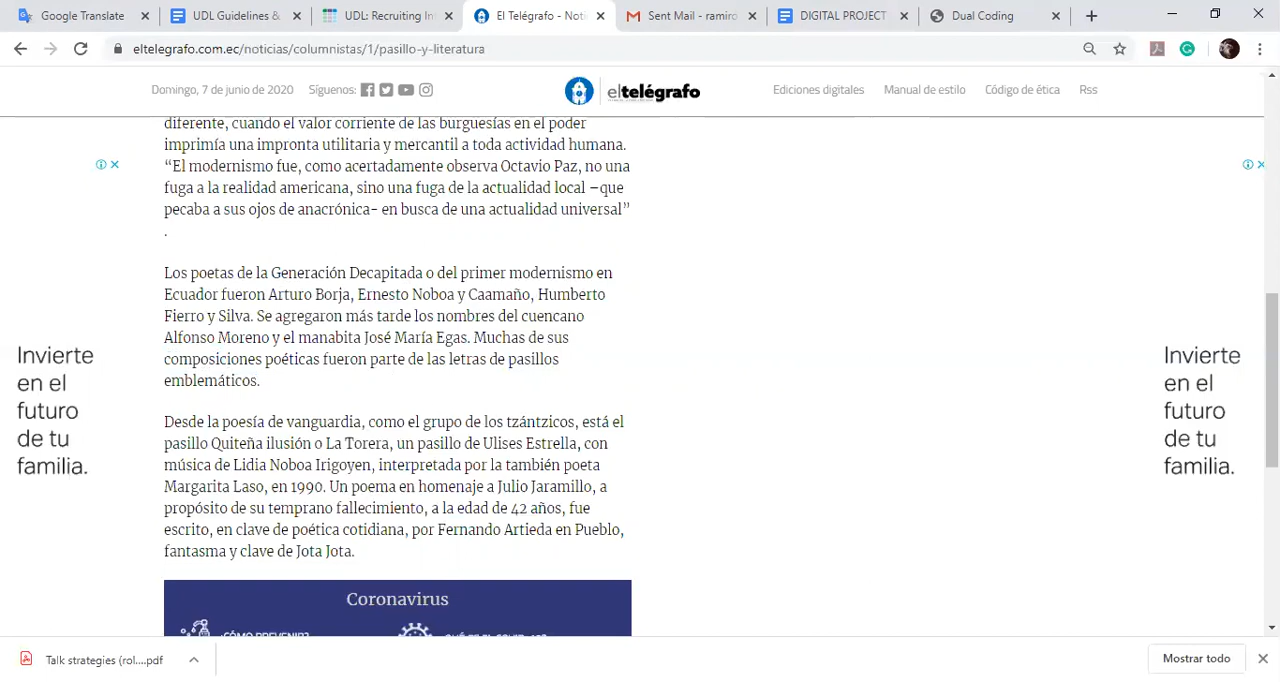 Google Translate
UDL Guidelines &
UDL: Recruiting Int
El Telégrafo - Noti
Sent Mail - ramiro
DIGITAL PROJECT
Dual Coding
eltelegrafo.com.ec/noticias/columnistas/1/pasillo-y-literatura
Domingo, 7 de junio de 2020 Síguenos:
eltelégrafo
Ediciones digitales Manual de estilo Código de ética Rss
diferente, cuando el valor corriente de las burguesías en el poder
imprimía una impronta utilitaria y mercantil a toda actividad humana.
“El modernismo fue, como acertadamente observa Octavio Paz, no una
fuga a la realidad americana, sino una fuga de la actualidad local –que
pecaba a sus ojos de anacrónica- en busca de una actualidad universal”
.
Los poetas de la Generación Decapitada o del primer modernismo en
Ecuador fueron Arturo Borja, Ernesto Noboa y Caamaño, Humberto
Fierro y Silva. Se agregaron más tarde los nombres del cuencano
Alfonso Moreno y el manabita José María Egas. Muchas de sus
composiciones poéticas fueron parte de las letras de pasillos
emblemáticos.
Desde la poesía de vanguardia, como el grupo de los tzántzicos, está el
pasillo Quiteña ilusión o La Torera, un pasillo de Ulises Estrella, con
música de Lidia Noboa Irigoyen, interpretada por la también poeta
Margarita Laso, en 1990. Un poema en homenaje a Julio Jaramillo, a
propósito de su temprano fallecimiento, a la edad de 42 años, fue
escrito, en clave de poética cotidiana, por Fernando Artieda en Pueblo,
fantasma y clave de Jota Jota.
Coronavirus
Invierte
en el
futuro
de tu
familia.
Invierte
en el
futuro
de tu
familia.
Talk strategies (rol....pdf
Mostrar todo